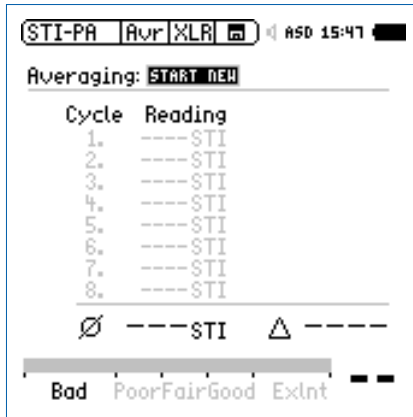 STI-PA Avr XLR ASD 15:47
Averaging: START NEW
Cycle Reading
1. ----STI
2. ----STI
3. ----STI
4. ----STI
5. ----STI
6. ----STI
7. ----STI
8. ----STI
Ø ---STI Δ ----
Bad Poor Fair Good Exlnt --